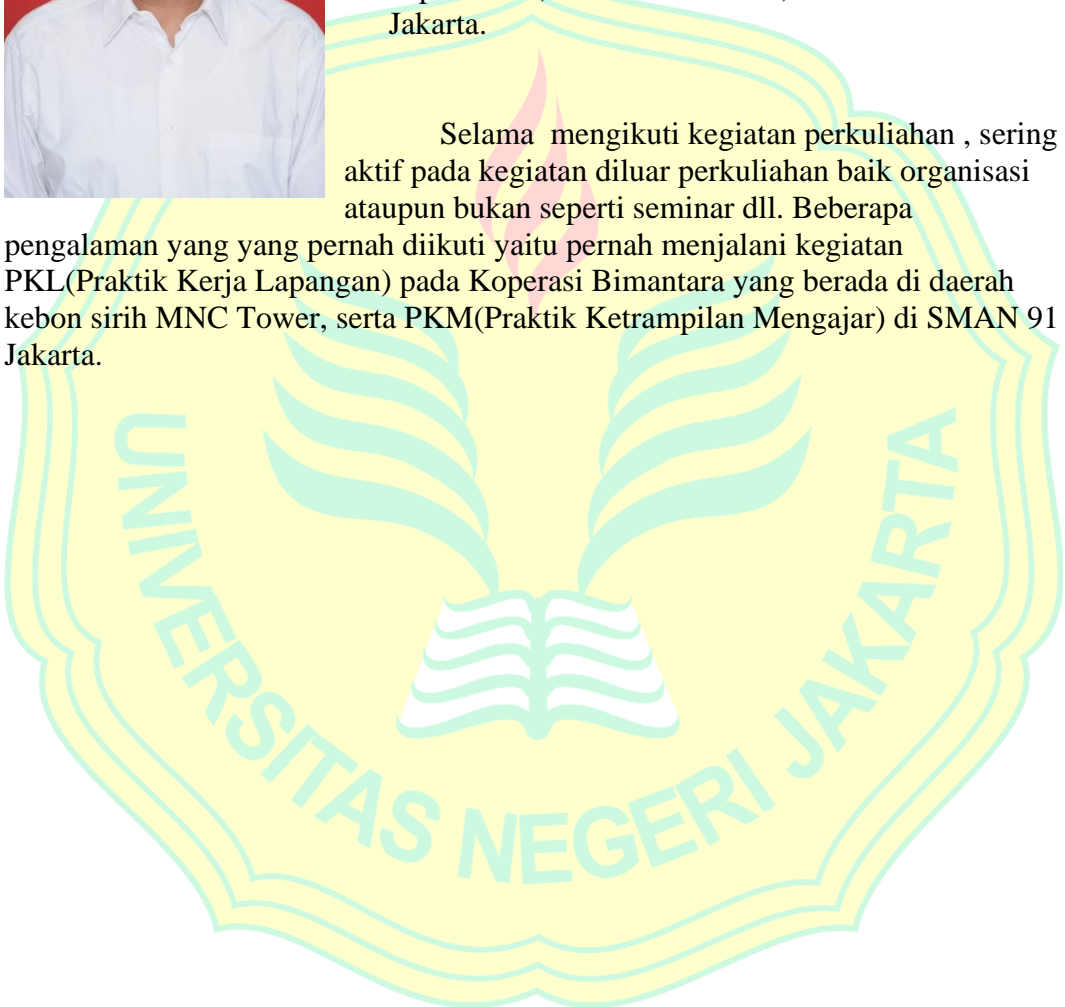 Jakarta.
Selama mengikuti kegiatan perkuliahan , sering
aktif pada kegiatan diluar perkuliahan baik organisasi
ataupun bukan seperti seminar dll. Beberapa
pengalaman yang yang pernah diikuti yaitu pernah menjalani kegiatan
PKL(Praktik Kerja Lapangan) pada Koperasi Bimantara yang berada di daerah
kebon sirih MNC Tower, serta PKM(Praktik Ketrampilan Mengajar) di SMAN 91
Jakarta.
UNIVERSITAS NEGERI JAKARTA